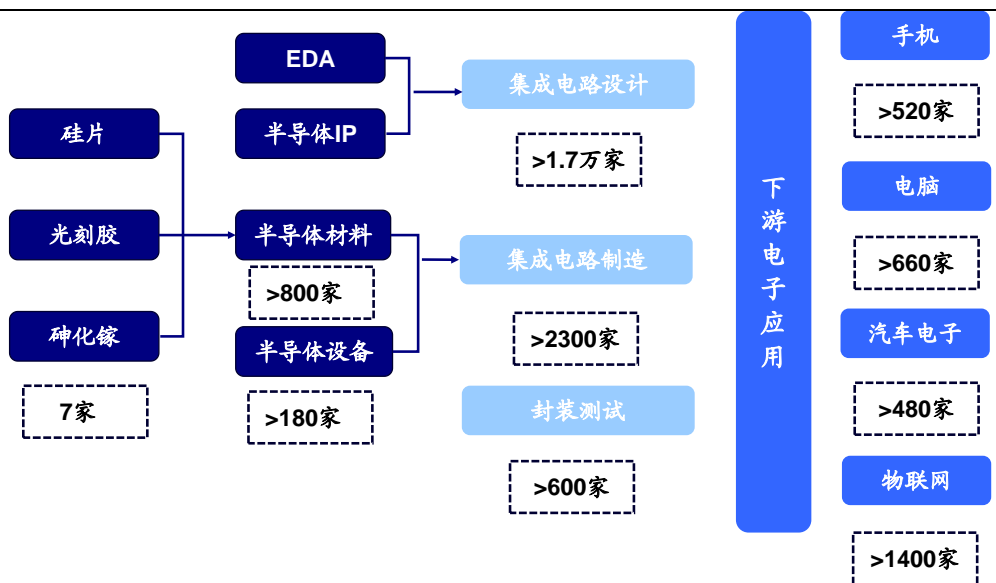 EDA
半导体IP
集成电路设计
>1.7万家
硅片
光刻胶
砷化镓
7家
半导体材料
>800家
半导体设备
>180家
集成电路制造
>2300家
封装测试
>600家
下游电子应用
手机
>520家
电脑
>660家
汽车电子
>480家
物联网
>1400家